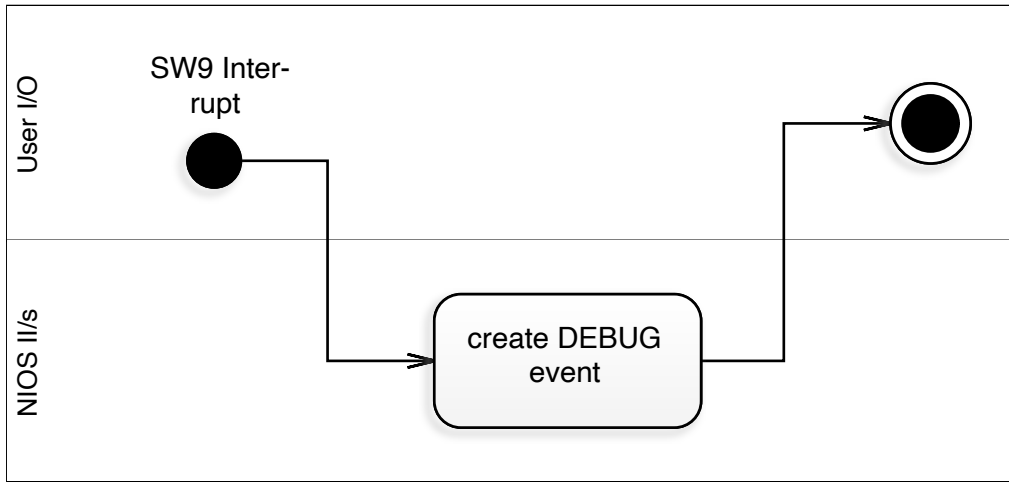 User I/O
SW9 Inter-
rupt
NIOS II/s
create DEBUG
event